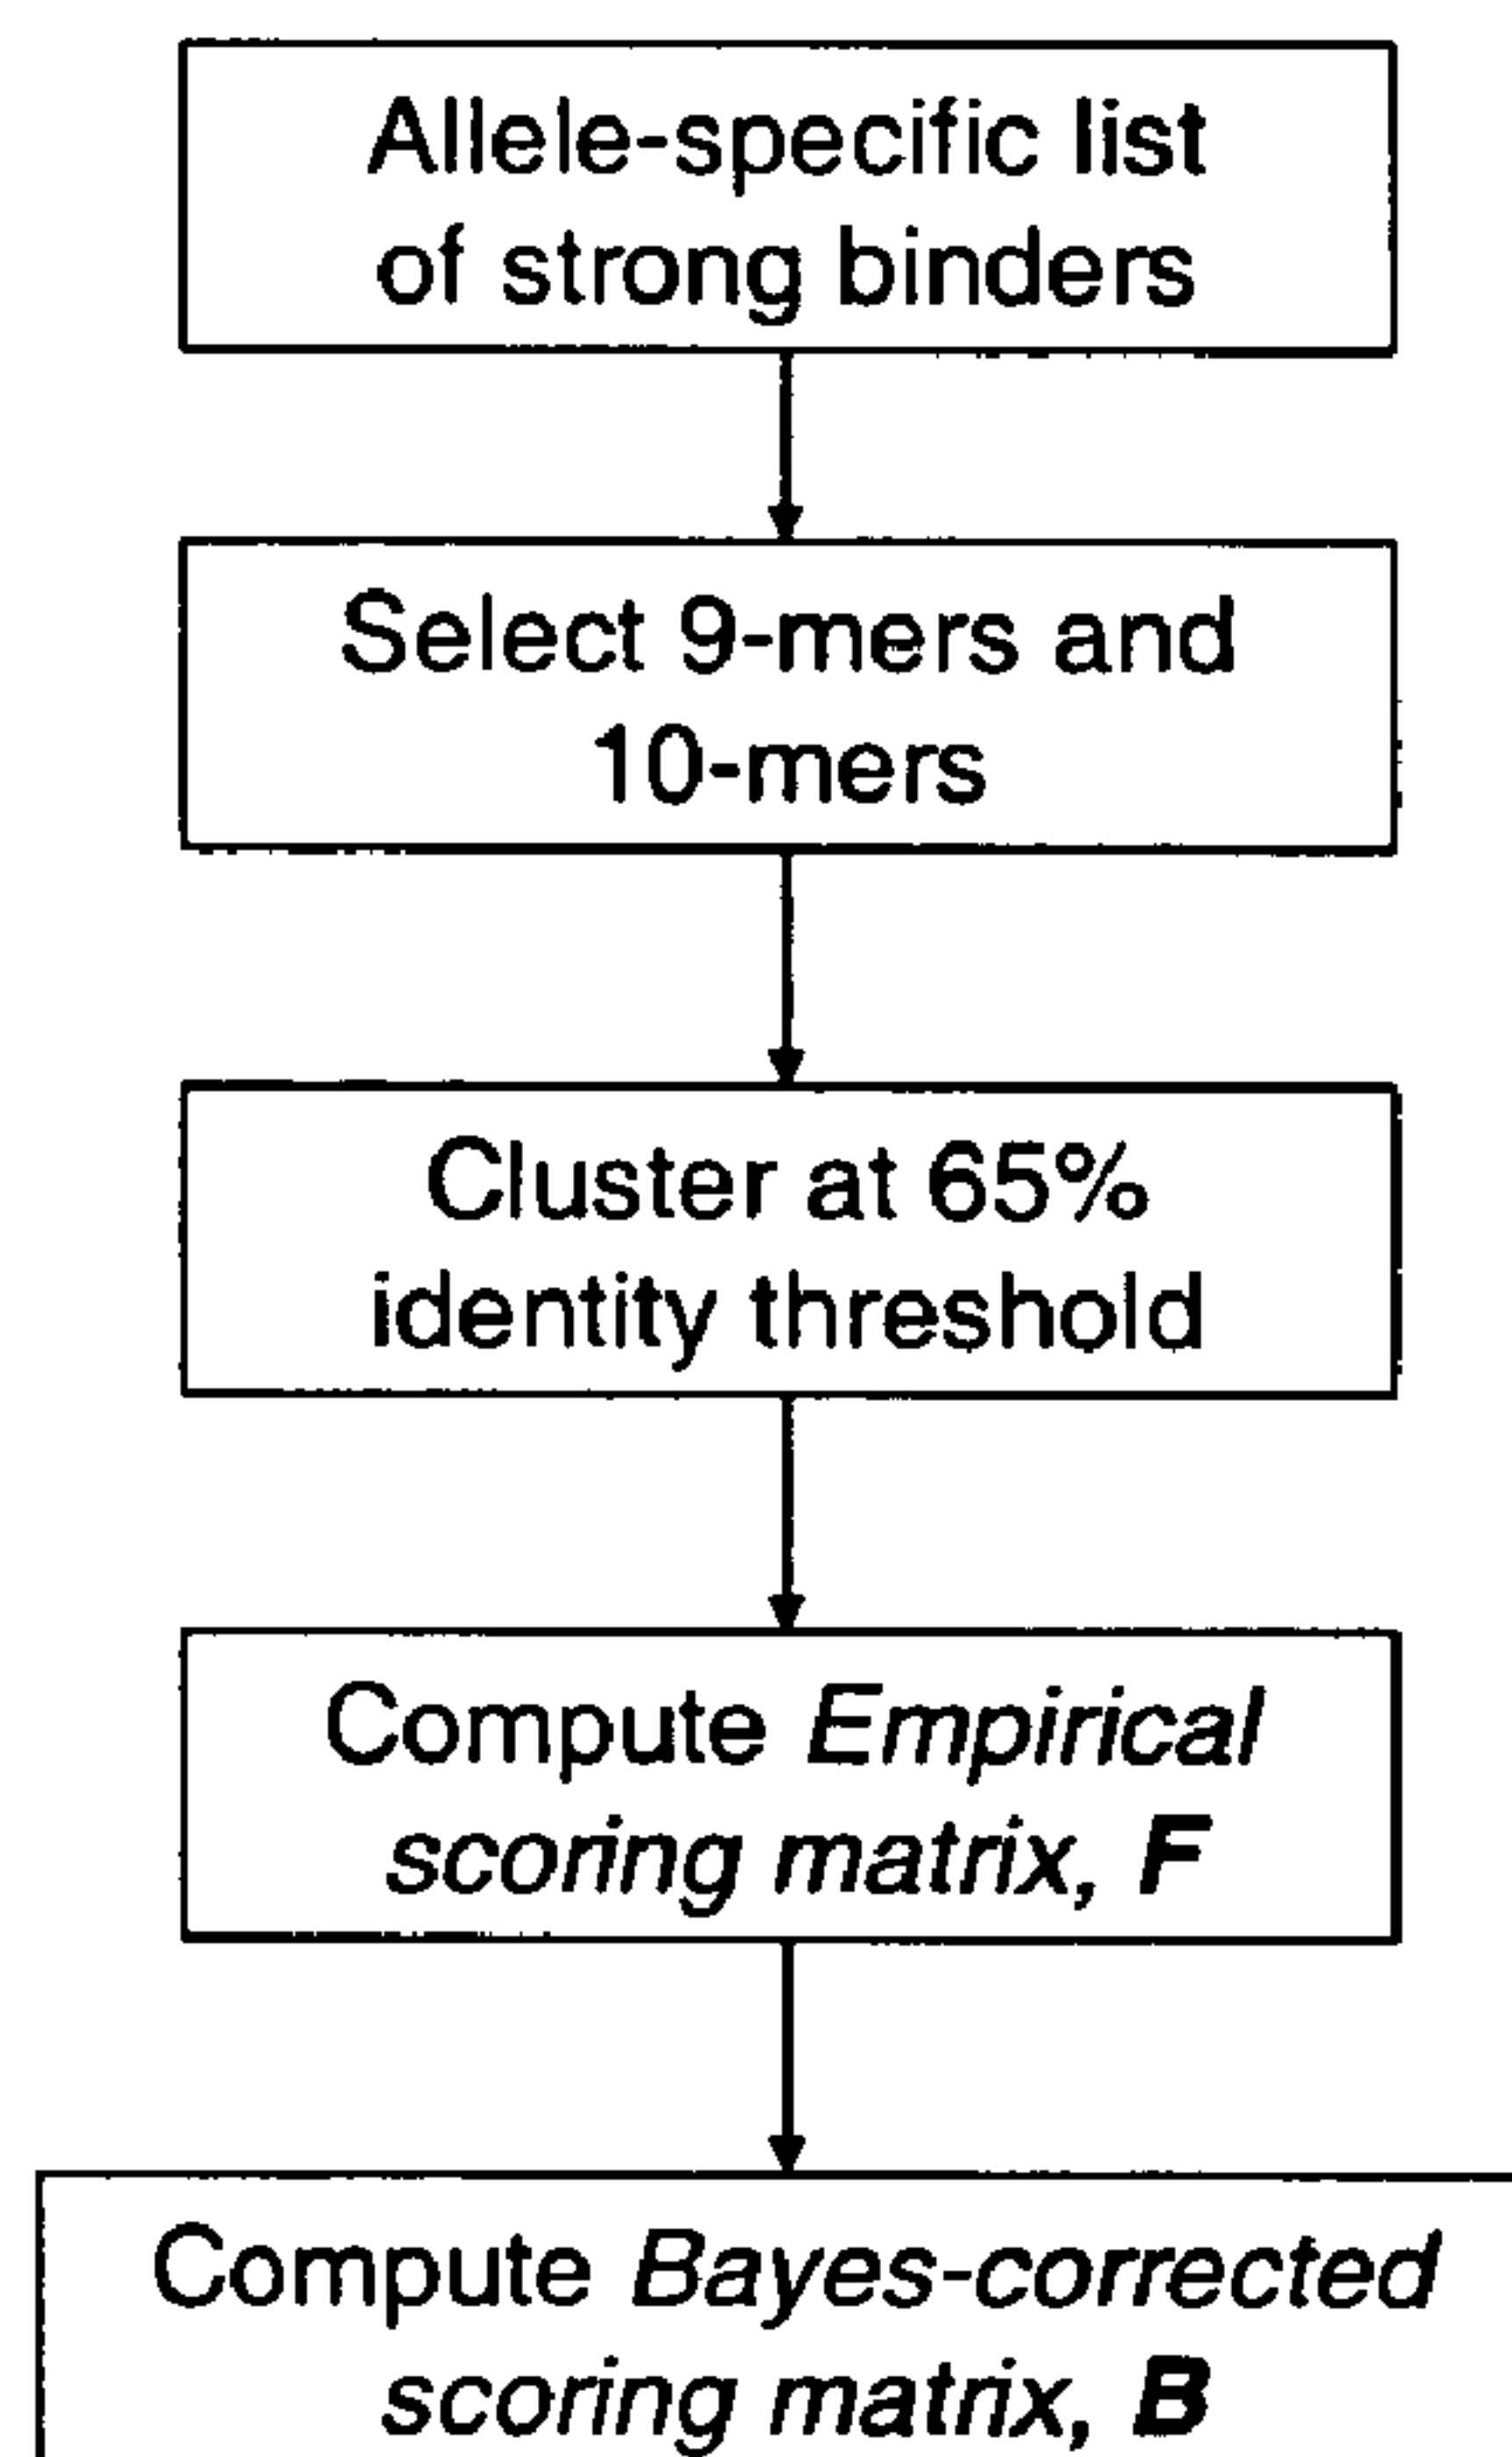 Allele-specific list
of strong binders
Select 9-mers and
10-mers
Cluster at 65%
identity threshold
Compute Empirical
scoring matrix, F
Compute Bayes-corrected
scoring matrix, B